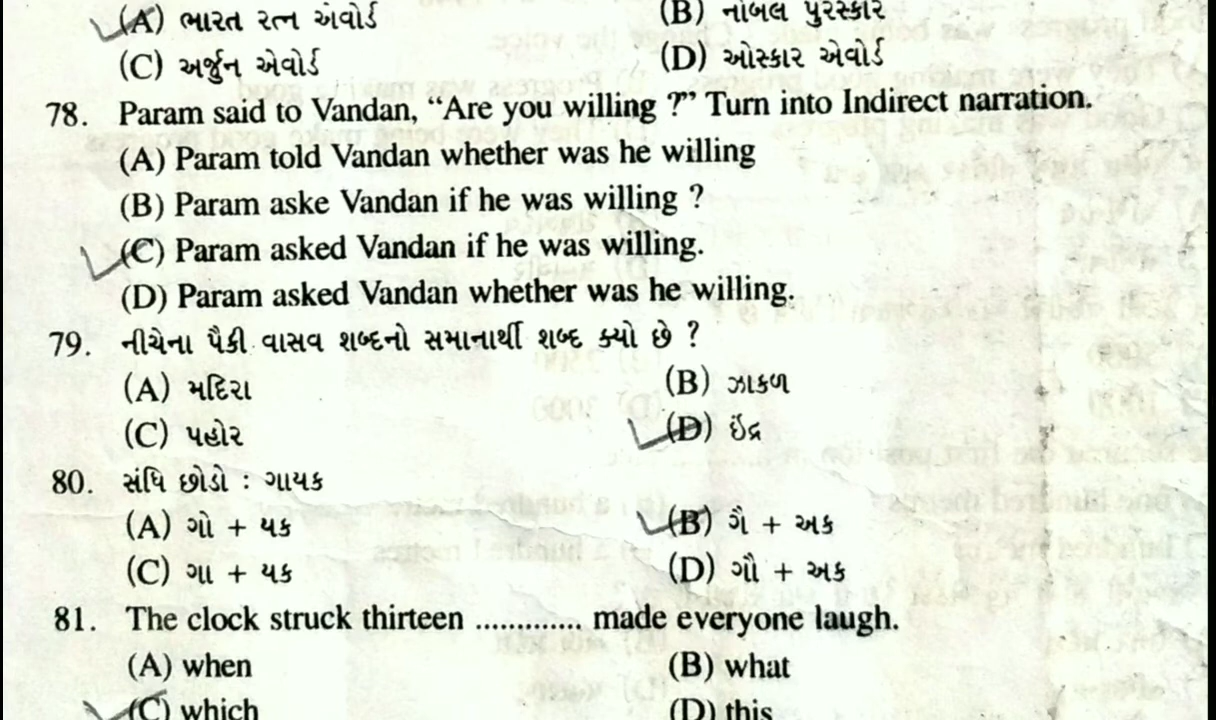 (A) ભારત રત્ન એવોર્ડ (B) નોબલ પુરસ્કાર
(C) અર્જુન એવોર્ડ (D) ઓસ્કાર એવોર્ડ
78. Param said to Vandan, “Are you willing ?” Turn into Indirect narration.
(A) Param told Vandan whether was he willing
(B) Param aske Vandan if he was willing ?
(C) Param asked Vandan if he was willing.
(D) Param asked Vandan whether was he willing.
79. નીચેના પૈકી વાસવ શબ્દનો સમાનાર્થી શબ્દ ક્યો છે ?
(A) મદિરા (B) ઝાકળ
(C) પહોર (D) ઇંદ્ર
80. સંધિ છોડો : ગાયક
(A) ગો + યક (B) ગૈ + અક
(C) ગા + યક (D) ગૌ + અક
81. The clock struck thirteen ............. made everyone laugh.
(A) when (B) what
(C) which (D) this